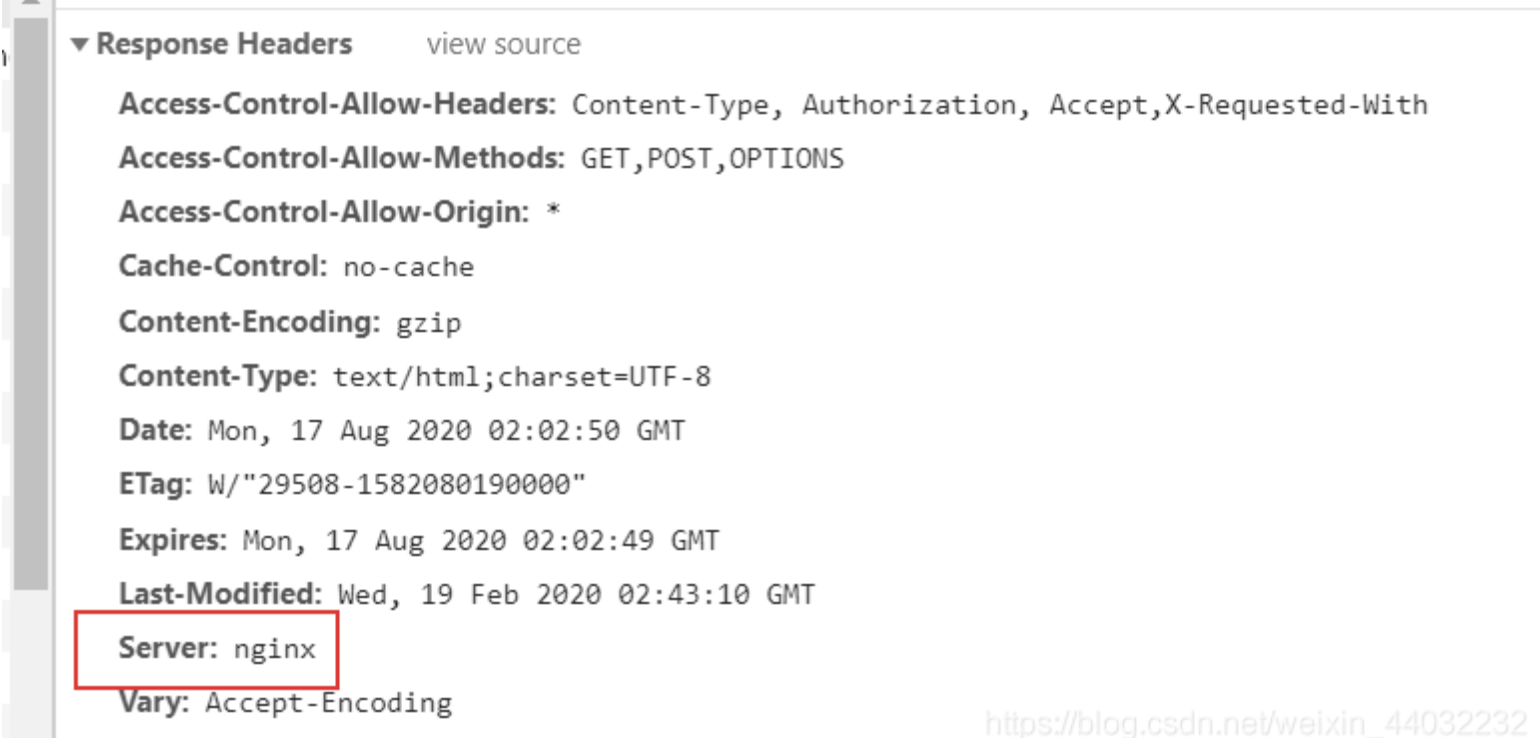 Response Headers view source
Access-Control-Allow-Headers: Content-Type, Authorization, Accept,X-Requested-With
Access-Control-Allow-Methods: GET,POST,OPTIONS
Access-Control-Allow-Origin: *
Cache-Control: no-cache
Content-Encoding: gzip
Content-Type: text/html;charset=UTF-8
Date: Mon, 17 Aug 2020 02:02:50 GMT
ETag: W/"29508-1582080190000"
Expires: Mon, 17 Aug 2020 02:02:49 GMT
Last-Modified: Wed, 19 Feb 2020 02:43:10 GMT
Server: nginx
Vary: Accept-Encoding
https://blog.csdn.net/weixin_44032232